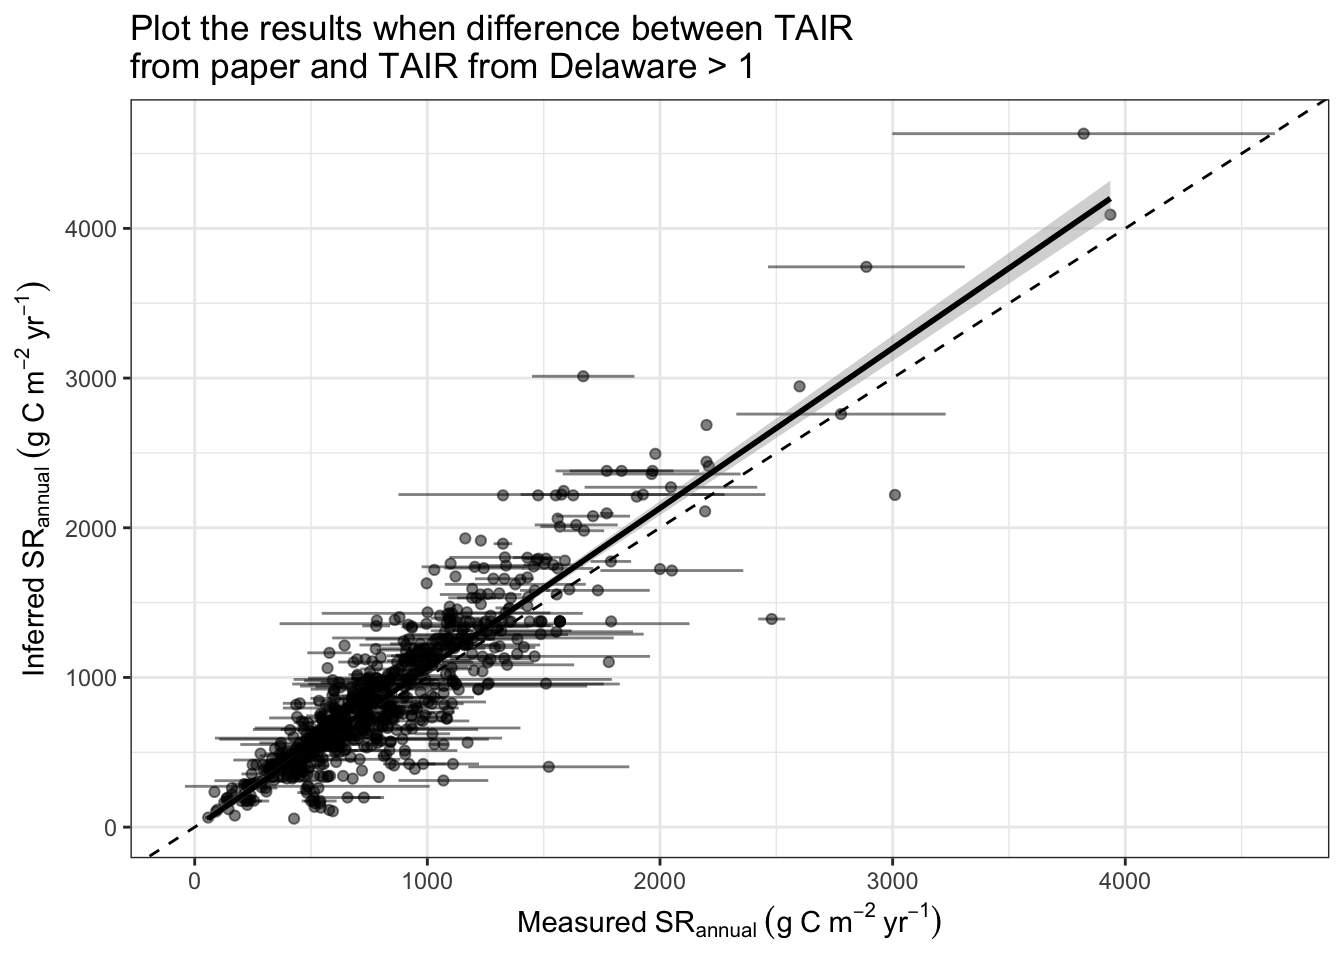 Plot the results when difference between TAIR
from paper and TAIR from Delaware > 1
Inferred SRannual (g C m−2 yr−1)
4000
3000
2000
1000
0
0 1000 2000 3000 4000
Measured SRannual (g C m−2 yr−1)